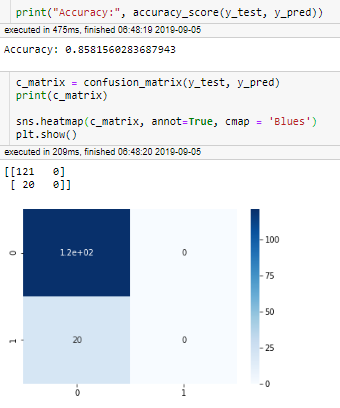 print("Accuracy:", accuracy_score(y_test, y_pred))
executed in 475ms, finished 06:48:19 2019-09-05
Accuracy: 0.8581560283687943
c_matrix = confusion_matrix(y_test, y_pred)
print(c_matrix)
sns.heatmap(c_matrix, annot=True, cmap = 'Blues')
plt.show()
executed in 209ms, finished 06:48:20 2019-09-05
[[121 0]
[ 20 0]]
100
0 1.2e+02 0
75
50
1 20 0
25
0
0 1